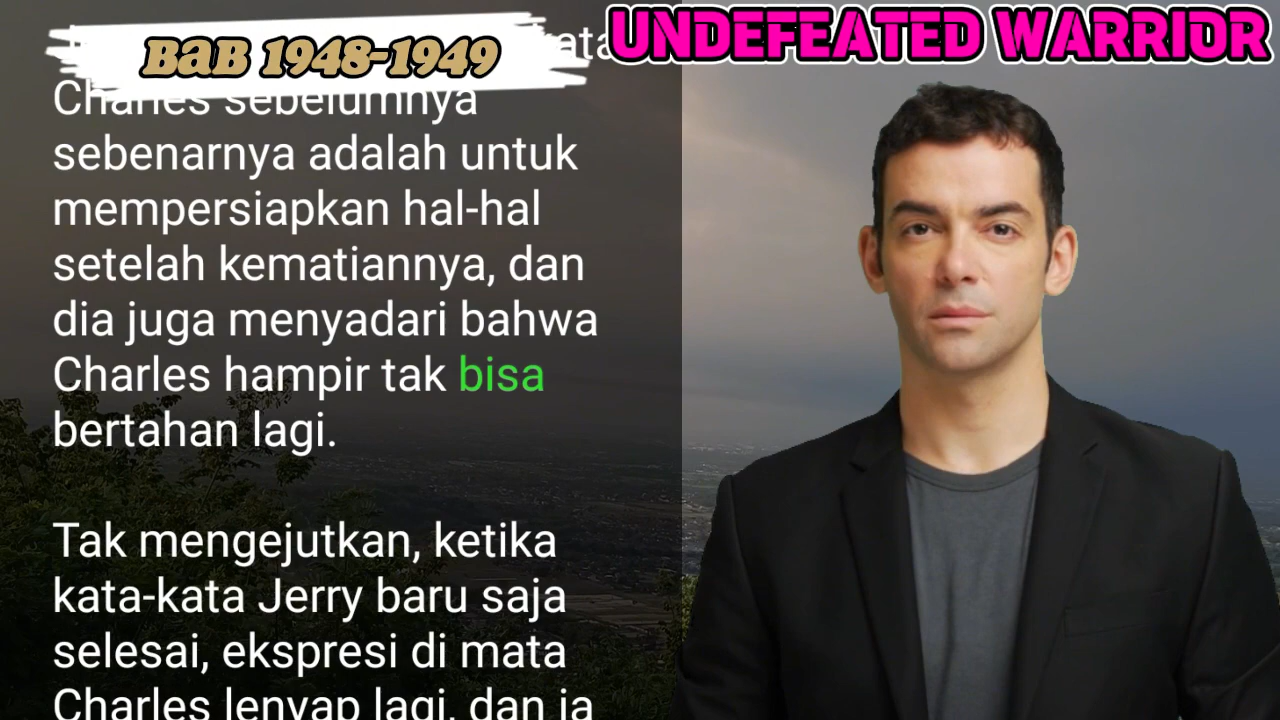 BAB 1948-1949
UNDEFEATED WARRIOR
Charles sebelumnya
sebenarnya adalah untuk
mempersiapkan hal-hal
setelah kematiannya, dan
dia juga menyadari bahwa
Charles hampir tak bisa
bertahan lagi.
Tak mengejutkan, ketika
kata-kata Jerry baru saja
selesai, ekspresi di mata
Charles lenyap lagi, dan ia